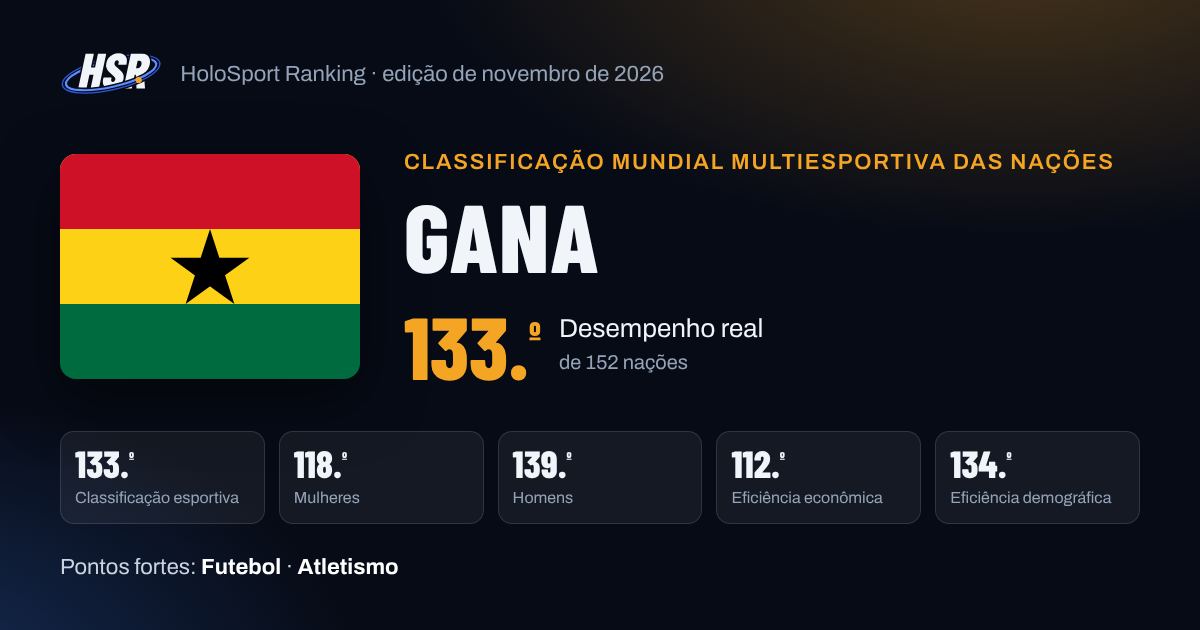 HSR
HoloSport Ranking · edição de novembro de 2026
CLASSIFICAÇÃO MUNDIAL MULTIESPORTIVA DAS NAÇÕES
GANA
133.º
Desempenho real
de 152 nações
133.º
Classificação esportiva
118.º
Mulheres
139.º
Homens
112.º
Eficiência econômica
134.º
Eficiência demográfica
Pontos fortes: Futebol · Atletismo